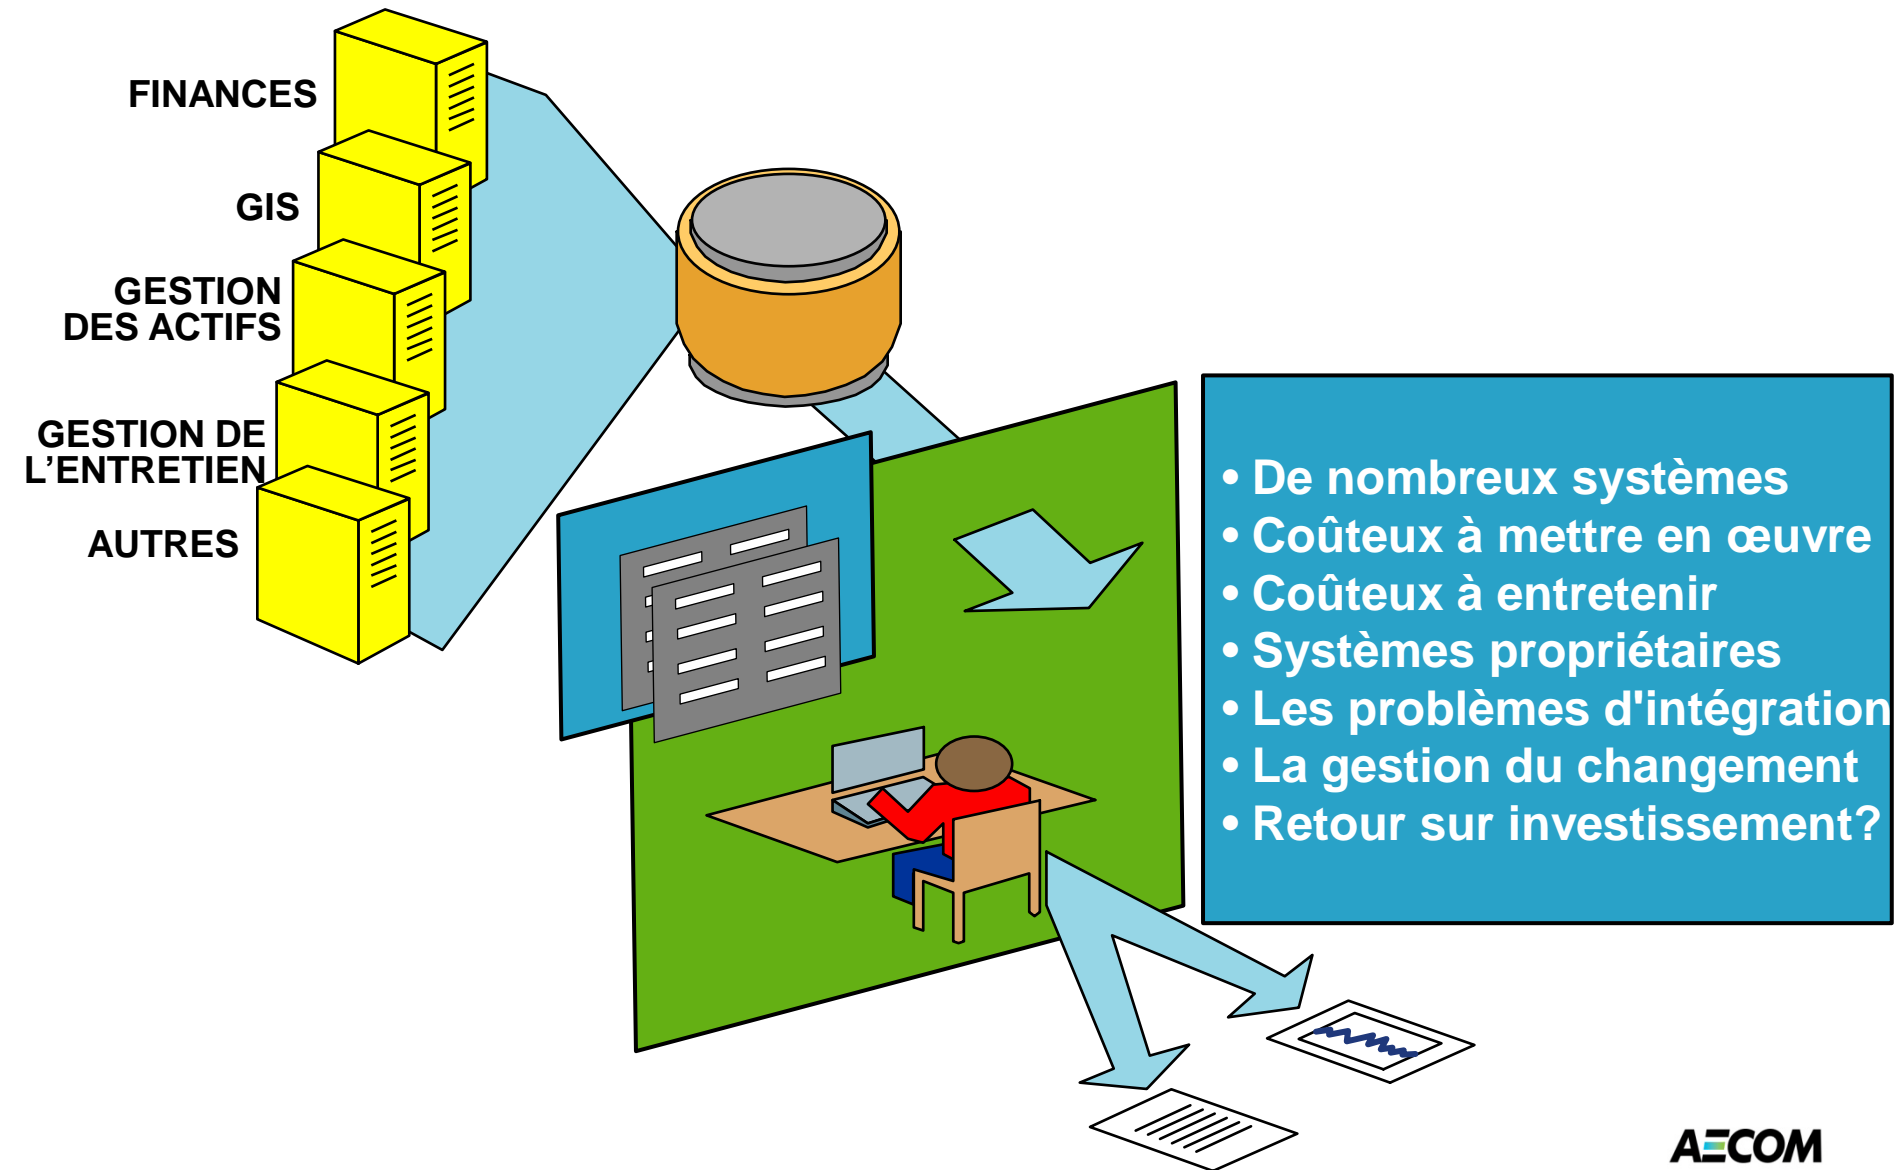 FINANCES
GIS
GESTION
DES ACTIFS
GESTION DE
L’ENTRETIEN
AUTRES
• De nombreux systèmes
• Coûteux à mettre en œuvre
• Coûteux à entretenir
• Systèmes propriétaires
• Les problèmes d'intégration
• La gestion du changement
• Retour sur investissement?
AECOM